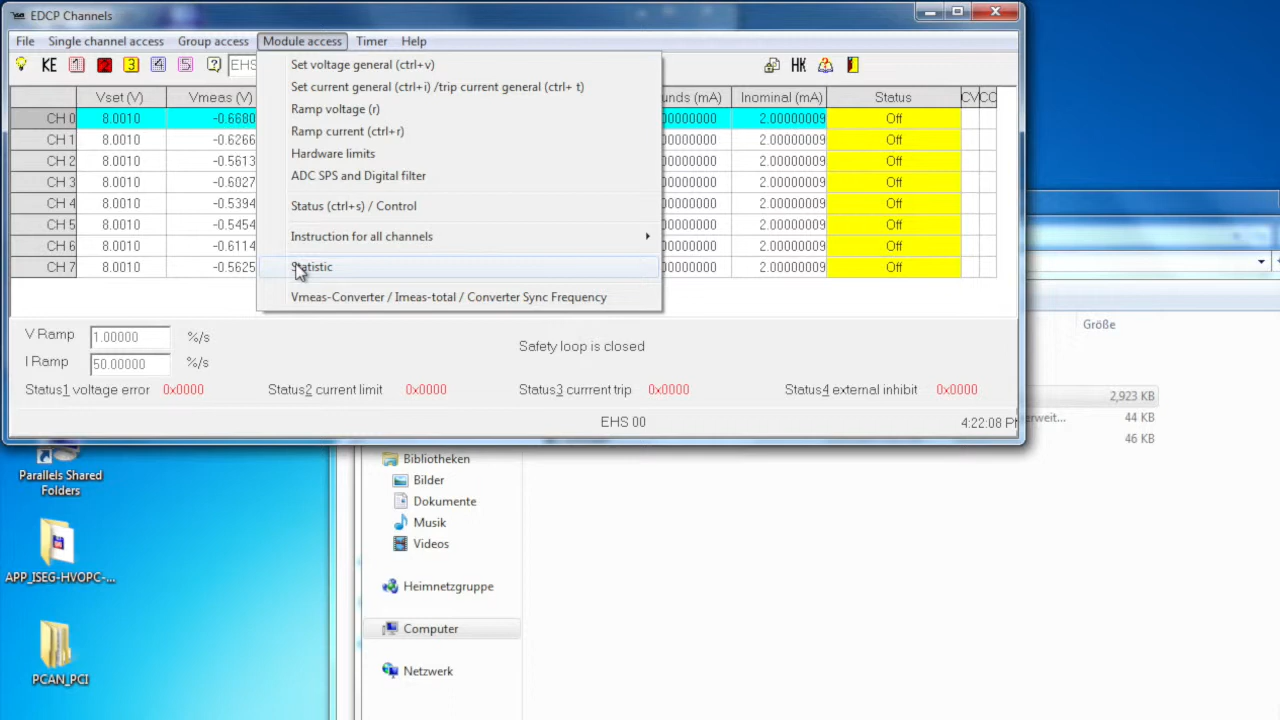 EDCP Channels
File Single channel access Group access Module access Timer Help
KE 1 2 3 4 5 ? EHS HK
Set voltage general (ctrl+v)
Set current general (ctrl+i) /trip current general (ctrl+ t)
Ramp voltage (r)
Ramp current (ctrl+r)
Hardware limits
ADC SPS and Digital filter
Status (ctrl+s) / Control
Instruction for all channels
Statistic
Vmeas-Converter / Imeas-total / Converter Sync Frequency
Vset (V) Vmeas (V) unds (mA) Inominal (mA) Status CV CC
CH 0 8.0010 -0.6680 00000000 2.00000009 Off
CH 1 8.0010 -0.6266 00000000 2.00000009 Off
CH 2 8.0010 -0.5613 00000000 2.00000009 Off
CH 3 8.0010 -0.6027 00000000 2.00000009 Off
CH 4 8.0010 -0.5394 00000000 2.00000009 Off
CH 5 8.0010 -0.5454 00000000 2.00000009 Off
CH 6 8.0010 -0.6114 00000000 2.00000009 Off
CH 7 8.0010 -0.5625 00000000 2.00000009 Off
V Ramp 1.00000 %/s
I Ramp 50.00000 %/s
Safety loop is closed
Status1 voltage error 0x0000 Status2 current limit 0x0000 Status3 currrent trip 0x0000 Status4 external inhibit 0x0000
EHS 00 4:22:08 P
Größe
2,923 KB
erweit... 44 KB
46 KB
Parallels Shared
Folders
APP_ISEG-HVOPC-...
PCAN_PCI
Bibliotheken
Bilder
Dokumente
Musik
Videos
Heimnetzgruppe
Computer
Netzwerk